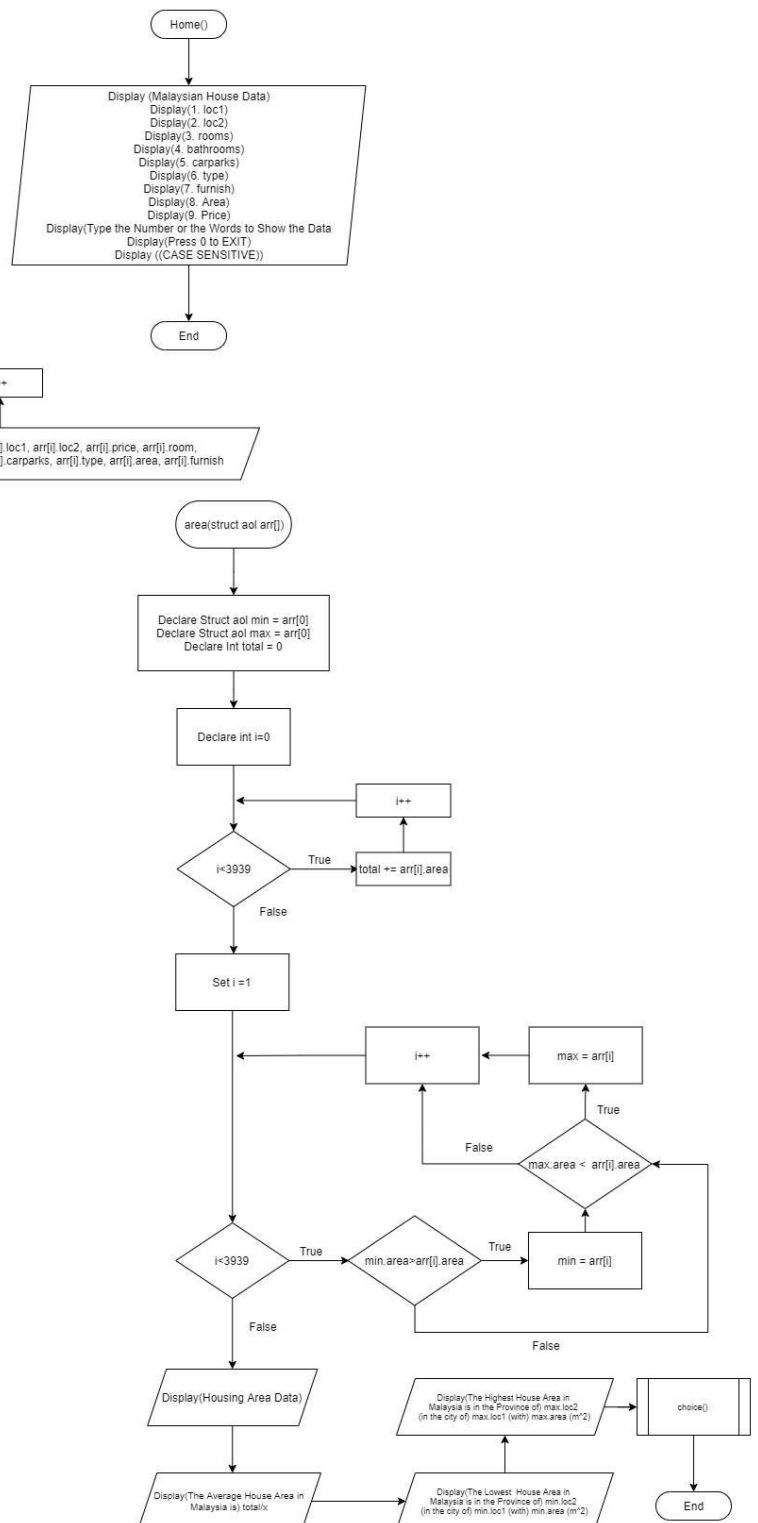 Home()
Display (Malaysian House Data)
Display(1. loc1)
Display(2. loc2)
Display(3. rooms)
Display(4. bathrooms)
Display(5. carparks)
Display(6. type)
Display(7. furnish)
Display(8. Area)
Display(9. Price)
Display(Type the Number or the Words to Show the Data
Display(Press 0 to EXIT)
Display ((CASE SENSITIVE))
End
].loc1, arr[i].loc2, arr[i].price, arr[i].room,
].carparks, arr[i].type, arr[i].area, arr[i].furnish
area(struct aol arr[])
Declare Struct aol min = arr[0]
Declare Struct aol max = arr[0]
Declare Int total = 0
Declare int i=0
i++
i<3939
True
total += arr[i].area
False
Set i =1
i++
max = arr[i]
True
False
max.area < arr[i].area
i<3939
True
min.area>arr[i].area
True
min = arr[i]
False
False
Display(Housing Area Data)
Display(The Highest House Area in
Malaysia is in the Province of) max.loc2
(in the city of) max.loc1 (with) max.area (m^2)
choice()
Display(The Average House Area in
Malaysia is) total/x
Display(The Lowest House Area in
Malaysia is in the Province of) min.loc2
(in the city of) min.loc1 (with) min.area (m^2)
End